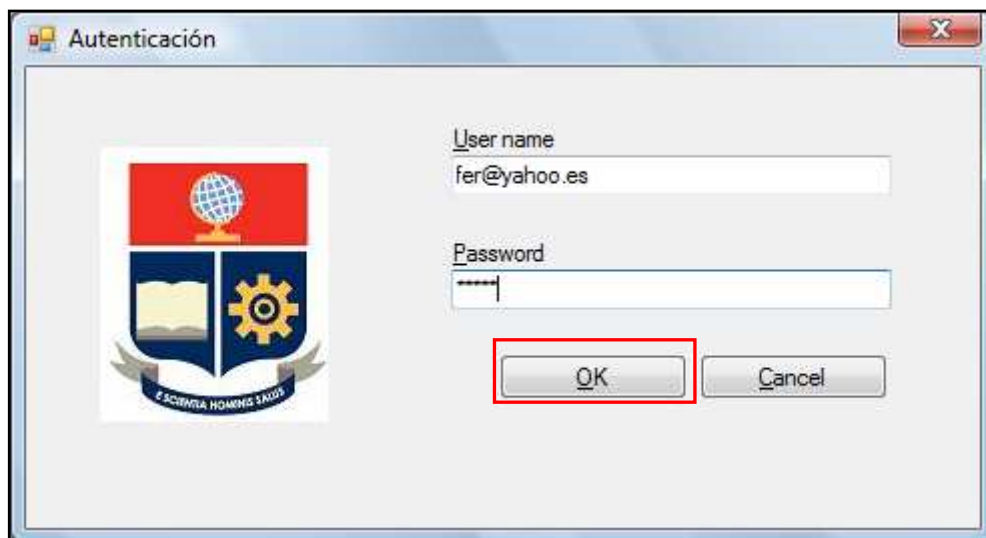 Autenticación
User name
fer@yahoo.es
Password
*****
OK
Cancel
E SCIENTIA HOMINIS SALUS